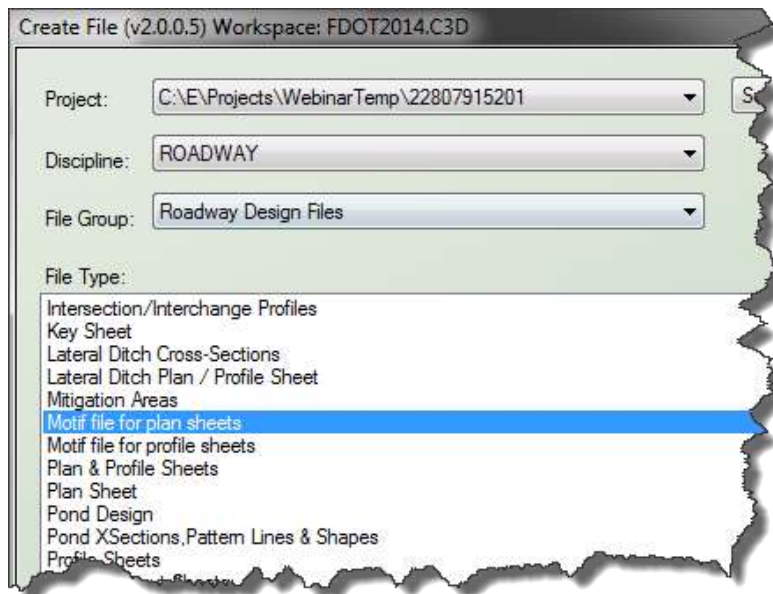 Create File (v2.0.0.5) Workspace: FDOT2014.C3D
Project: C:\E\Projects\WebinarTemp\22807915201
Discipline: ROADWAY
File Group: Roadway Design Files
File Type:
Intersection/Interchange Profiles
Key Sheet
Lateral Ditch Cross-Sections
Lateral Ditch Plan / Profile Sheet
Mitigation Areas
Motif file for plan sheets
Motif file for profile sheets
Plan & Profile Sheets
Plan Sheet
Pond Design
Pond XSections,Pattern Lines & Shapes
Profile Sheets